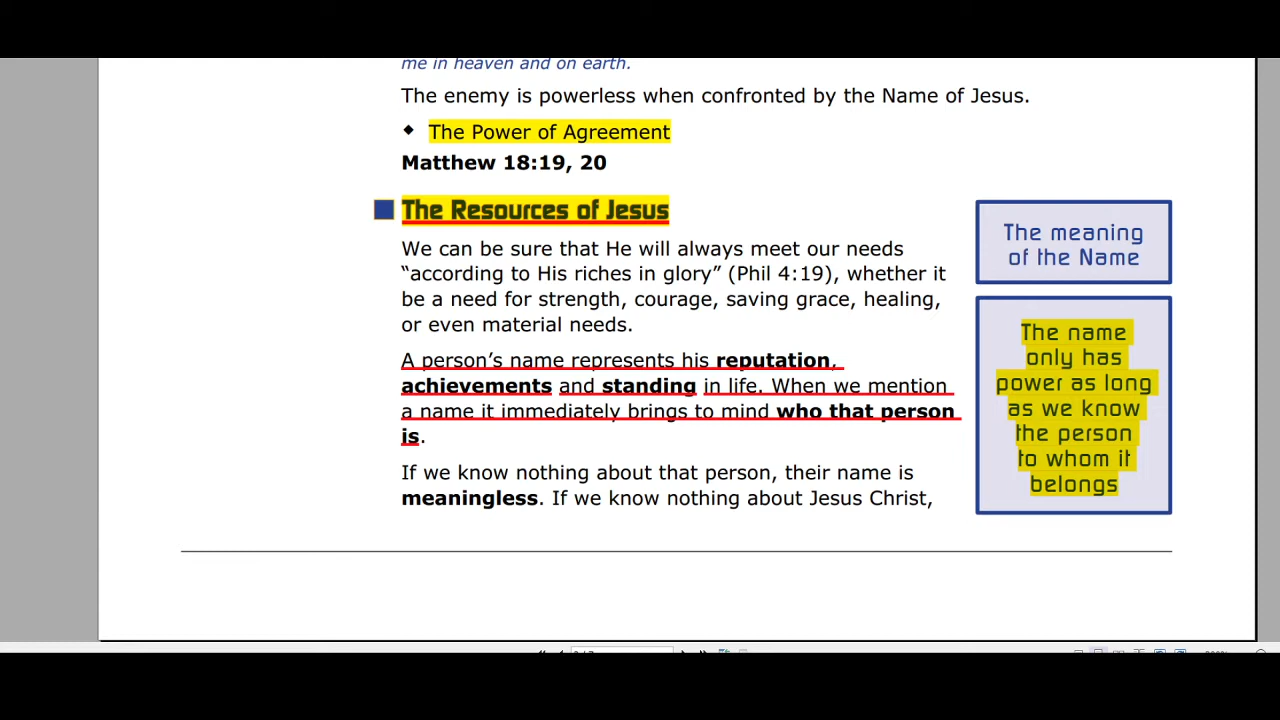 me in heaven and on earth.
The enemy is powerless when confronted by the Name of Jesus.
◆ The Power of Agreement
Matthew 18:19, 20
The Resources of Jesus
We can be sure that He will always meet our needs
“according to His riches in glory” (Phil 4:19), whether it
be a need for strength, courage, saving grace, healing,
or even material needs.
A person’s name represents his reputation,
achievements and standing in life. When we mention
a name it immediately brings to mind who that person
is.
If we know nothing about that person, their name is
meaningless. If we know nothing about Jesus Christ,
The meaning
of the Name
The name
only has
power as long
as we know
the person
to whom it
belongs